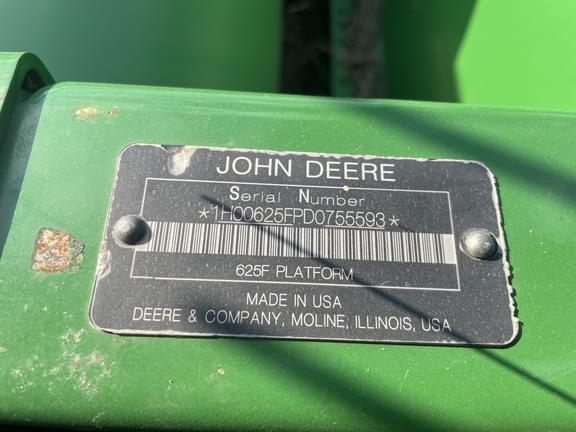 JOHN DEERE
Serial Number
*1H00625FPD0755593*
625F PLATFORM
MADE IN USA
DEERE & COMPANY, MOLINE, ILLINOIS, USA